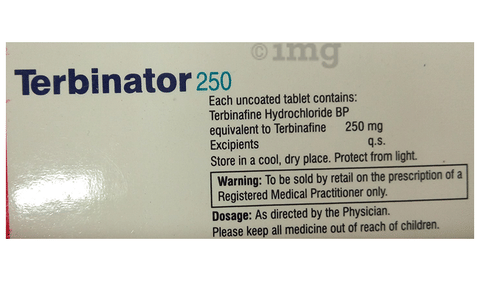 ©img
Terbinator 250
Each uncoated tablet contains:
Terbinafine Hydrochloride BP
equivalent to Terbinafine 250 mg
Excipients q.s.
Store in a cool, dry place. Protect from light.
Warning: To be sold by retail on the prescription of a
Registered Medical Practitioner only.
Dosage: As directed by the Physician.
Please keep all medicine out of reach of children.